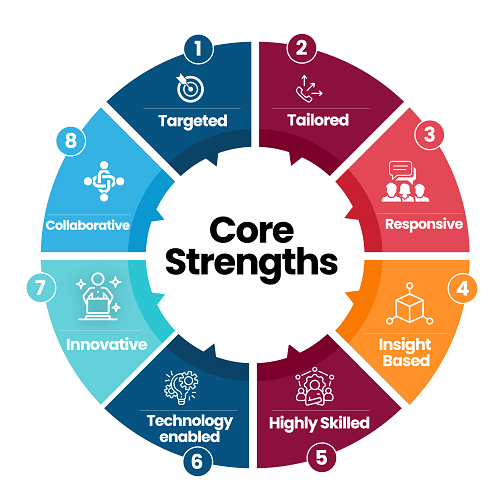 Core
Strengths
1
Targeted
2
Tailored
3
Responsive
4
Insight
Based
5
Highly Skilled
6
Technology
enabled
7
Innovative
8
Collaborative